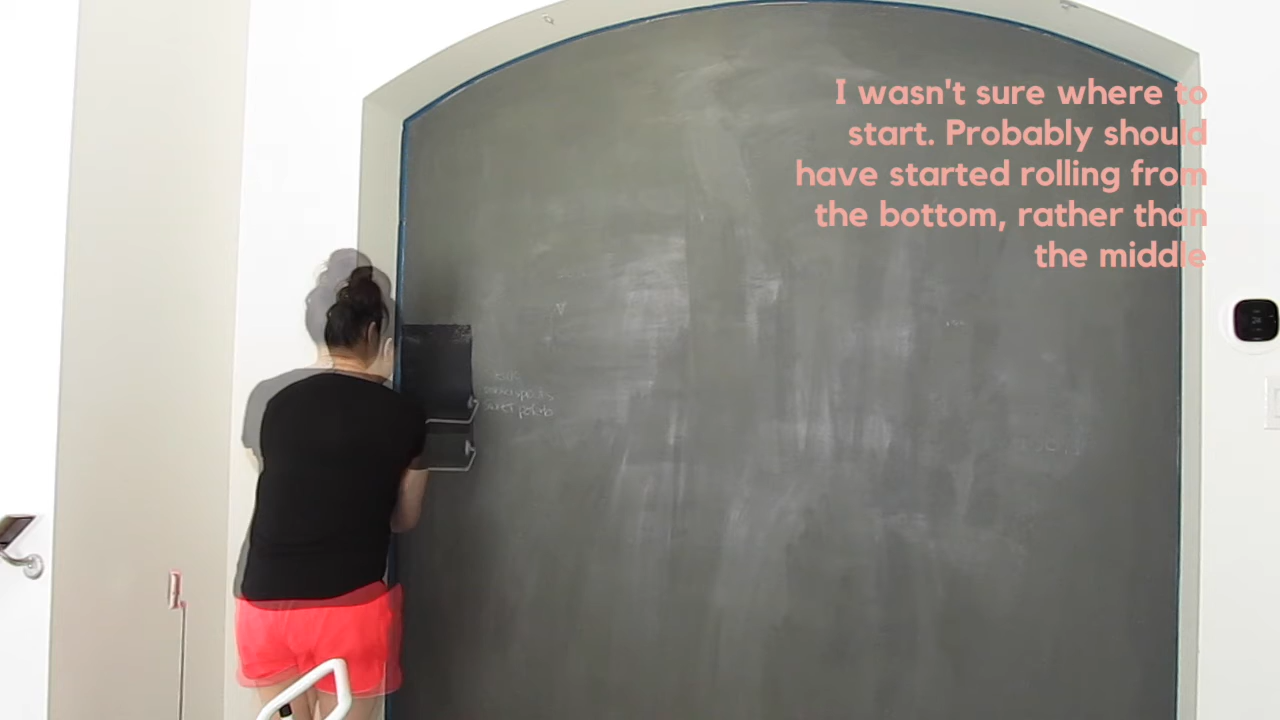 I wasn't sure where to
start. Probably should
have started rolling from
the bottom, rather than
the middle